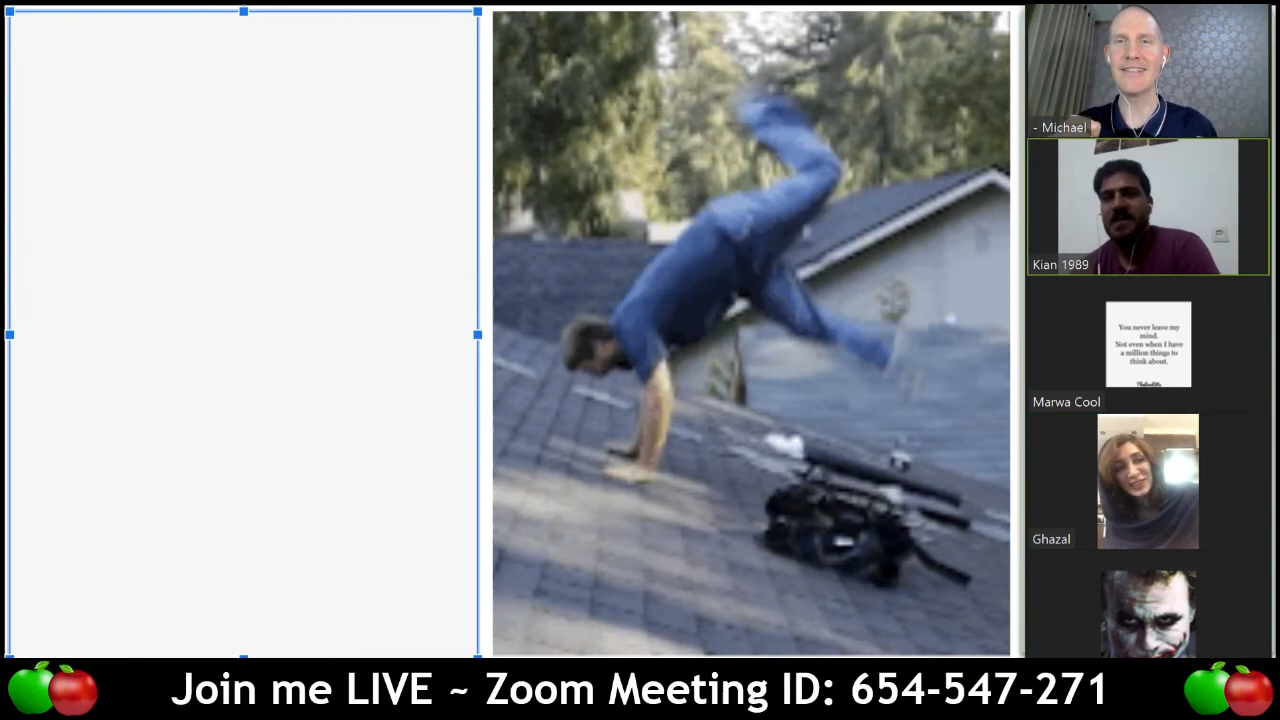 - Michael
Kian 1989
You never leave my
mind.
Not even when I have
a million things to
think about.
Marwa Cool
Ghazal
Join me LIVE ~ Zoom Meeting ID: 654-547-271